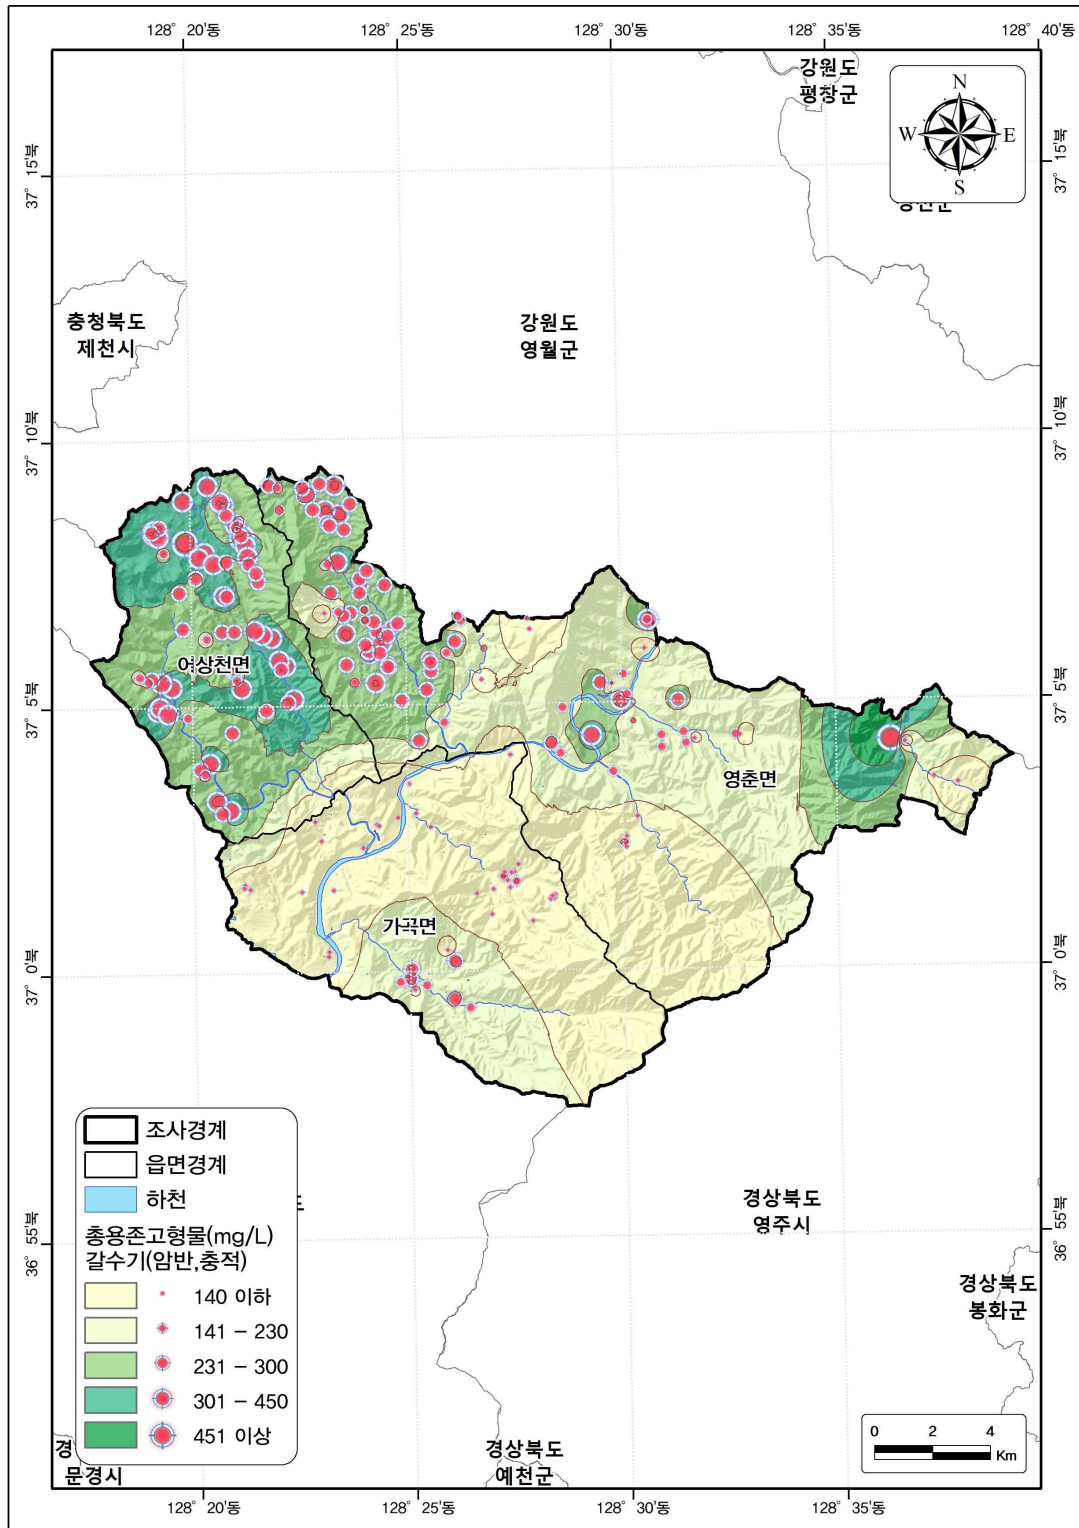 128° 20'동
128° 25'동
128° 30'동
128° 35'동
128° 40'동
강원도
평창군
N
W
E
S
37° 15'북
37° 15'북
충청북도
제천시
강원도
영월군
37° 10'북
37° 10'북
어상천면
37° 5'북
37° 5'북
영춘면
가곡면
37° 0'북
37° 0'북
조사경계
읍면경계
하천
총용존고형물(mg/L)
갈수기(암반,충적)
140 이하
141 – 230
231 – 300
301 – 450
451 이상
경상북도
영주시
36° 55'북
36° 55'북
경상북도
봉화군
0 2 4
Km
경
문경시
경상북도
예천군
128° 20'동
128° 25'동
128° 30'동
128° 35'동